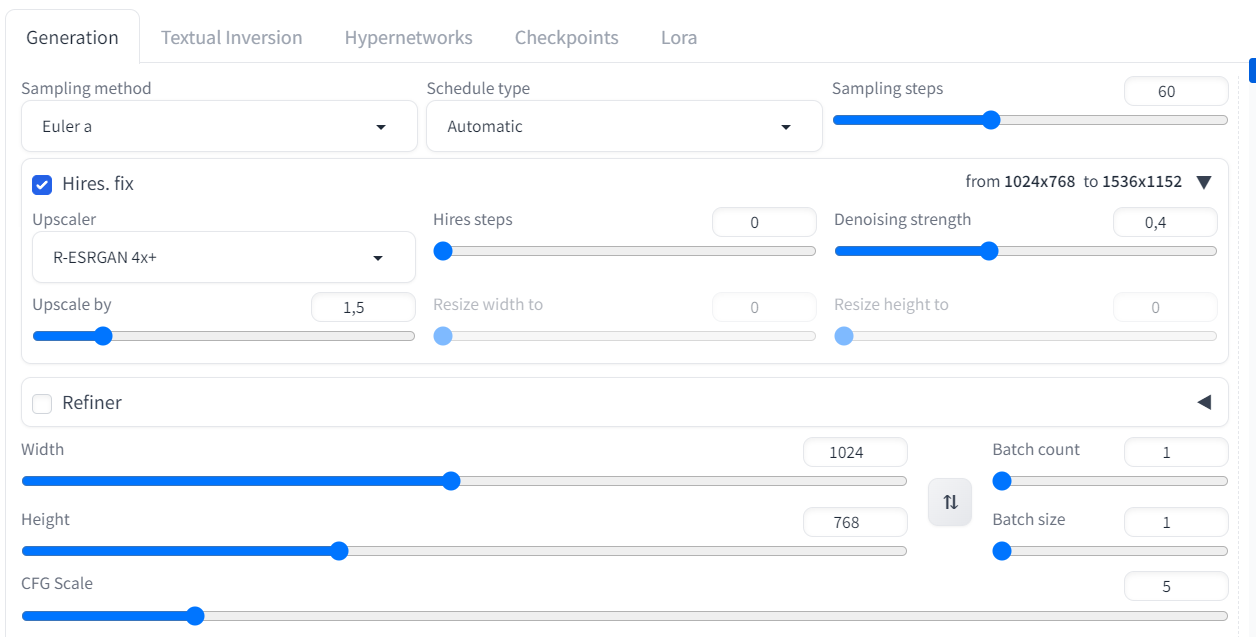 Generation Textual Inversion Hypernetworks Checkpoints Lora
Sampling method Schedule type Sampling steps 60
Euler a Automatic
Hires. fix from 1024x768 to 1536x1152
Upscaler Hires steps 0 Denoising strength 0,4
R-ESRGAN 4x+
Upscale by 1,5 Resize width to 0 Resize height to 0
Refiner
Width 1024 Batch count 1
Height 768 Batch size 1
CFG Scale 5